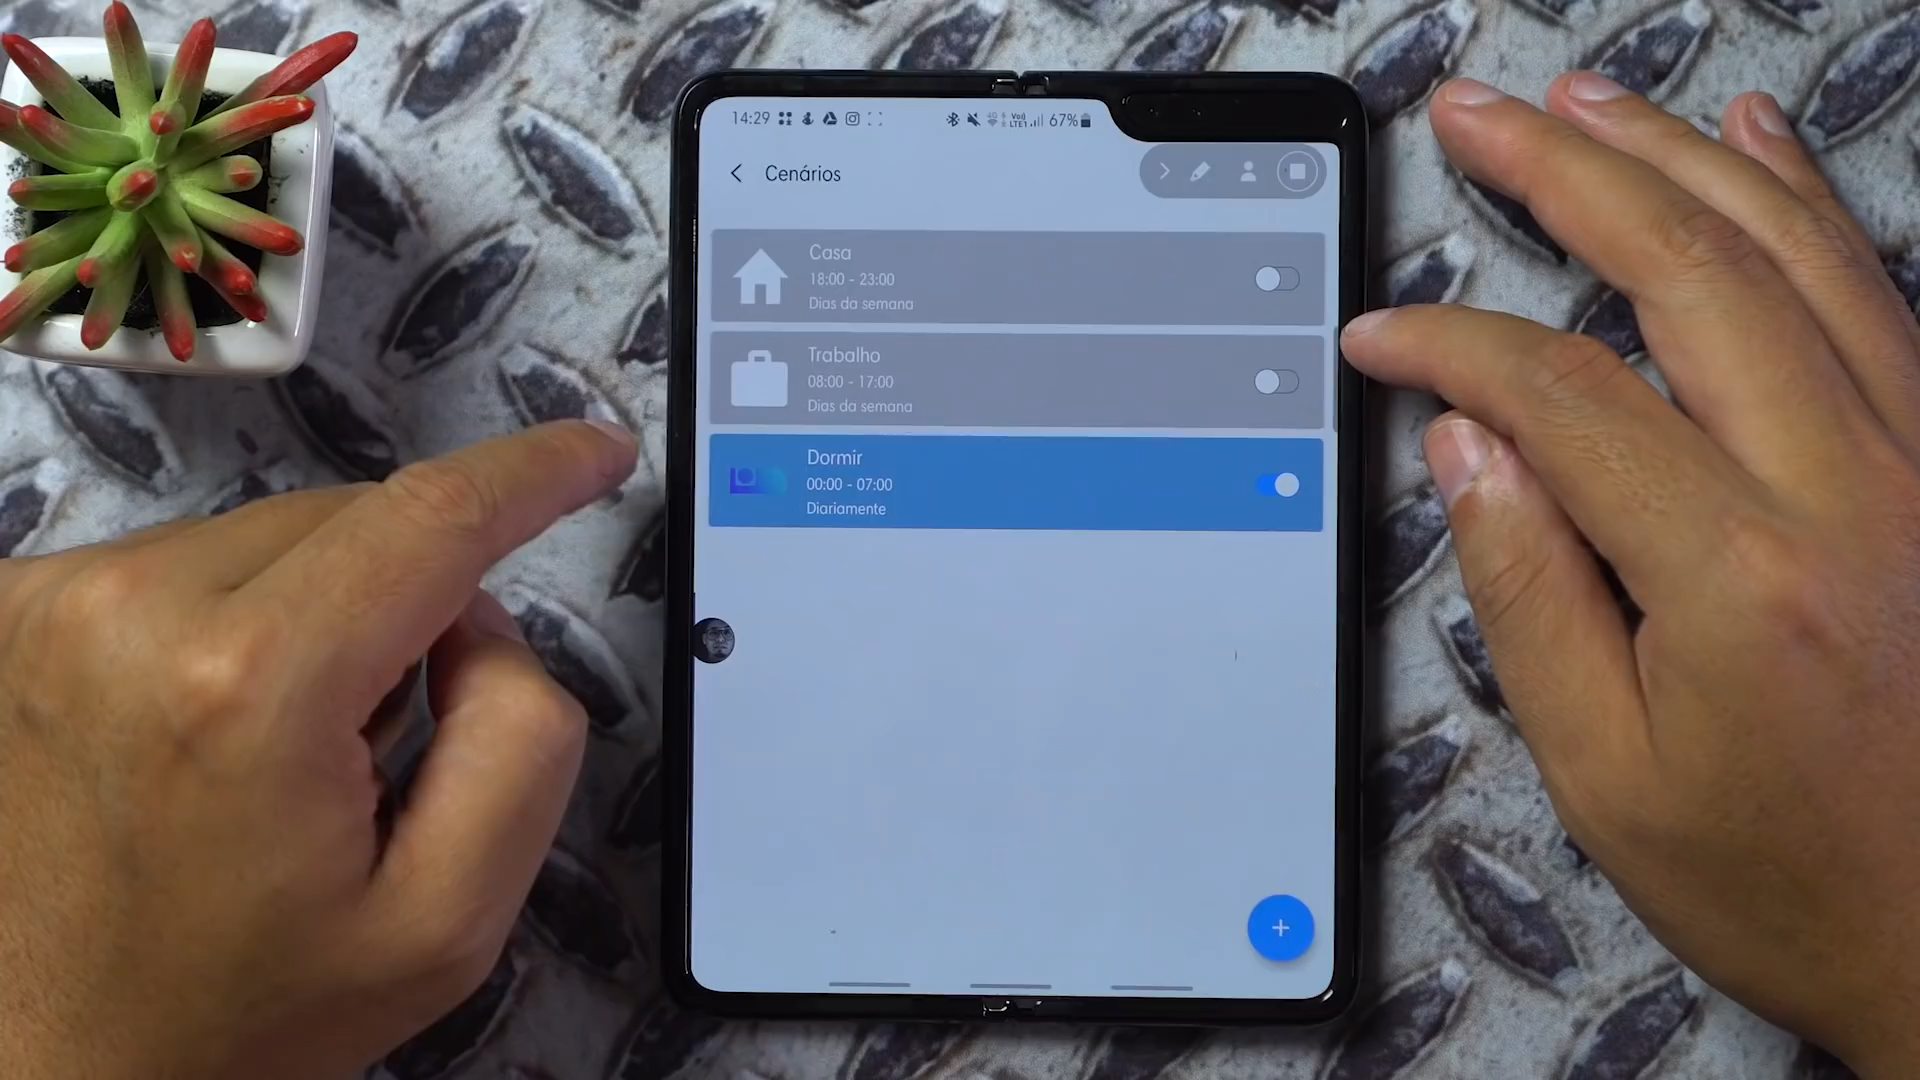 14:29
67%
Cenários
Casa
18:00 - 23:00
Dias da semana
Trabalho
08:00 - 17:00
Dias da semana
Dormir
00:00 - 07:00
Diariamente